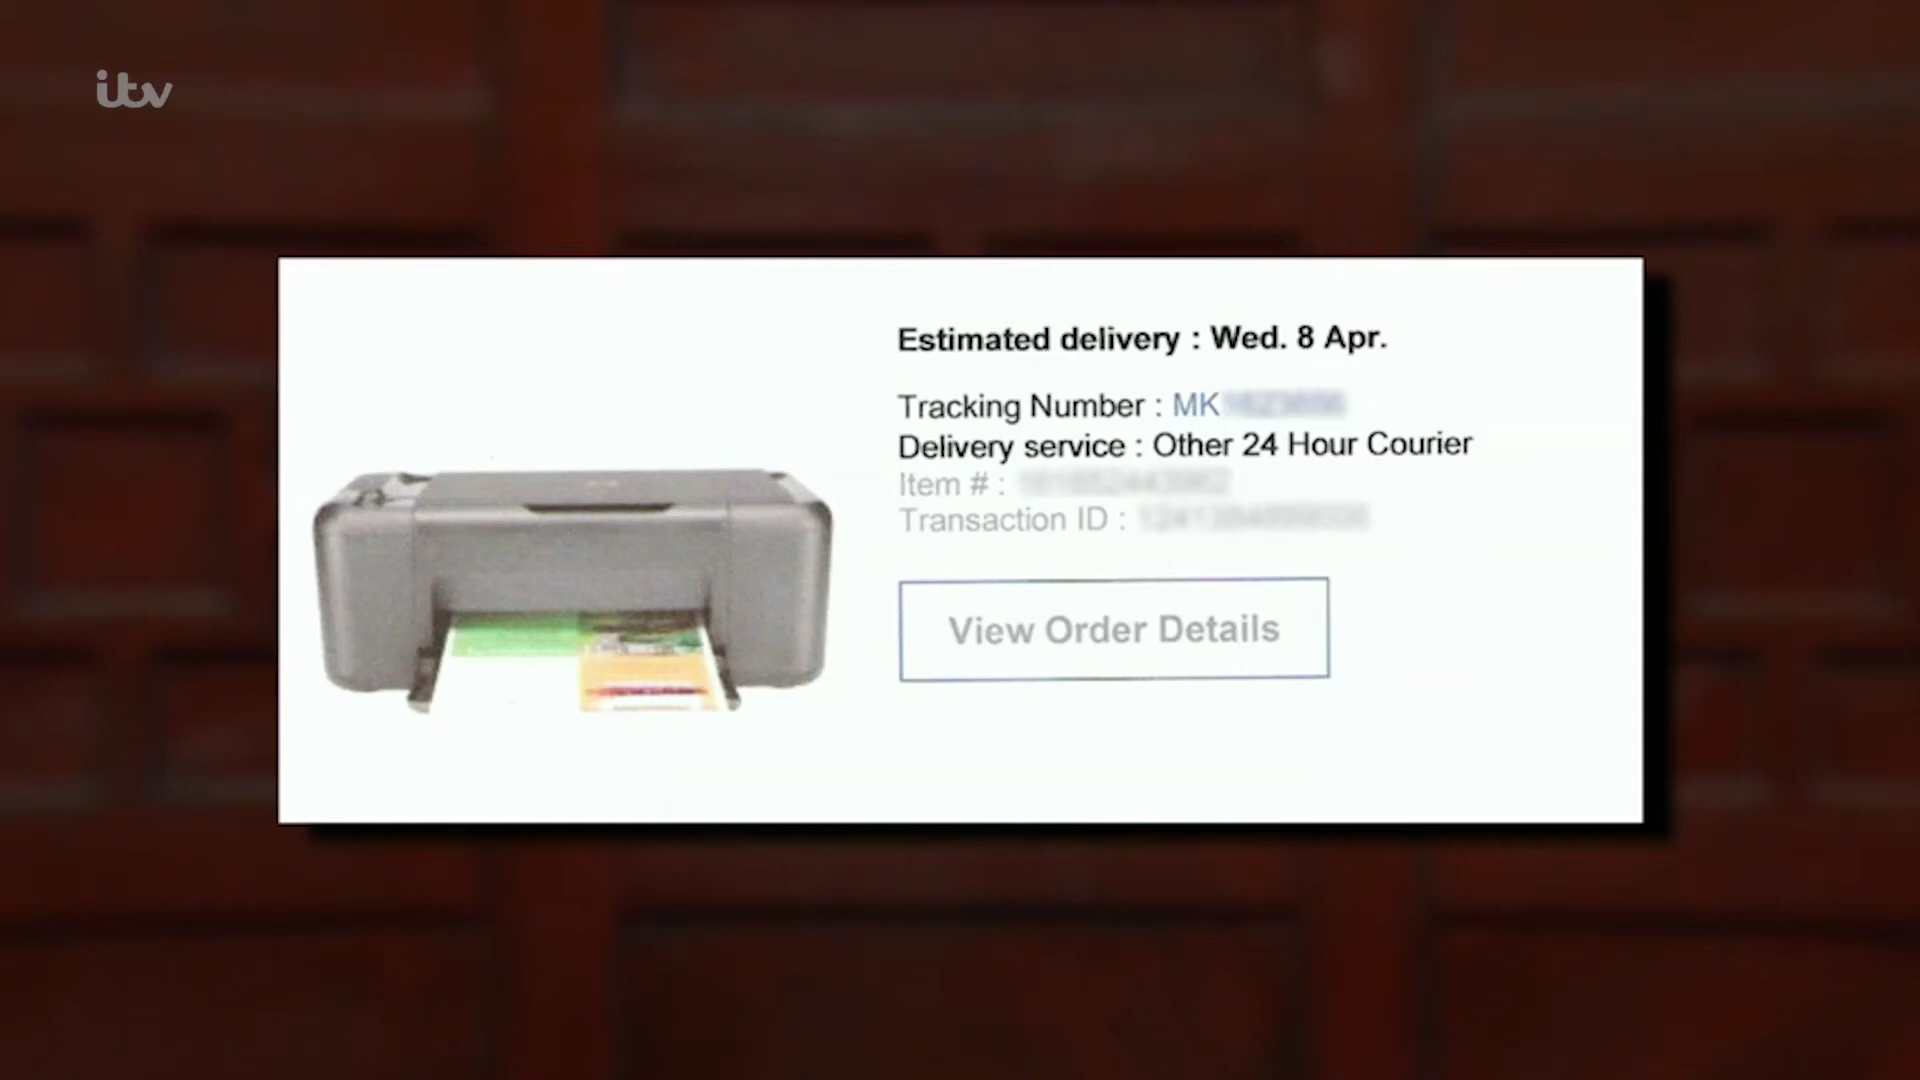 itv
Estimated delivery : Wed. 8 Apr.
Tracking Number : MK
Delivery service : Other 24 Hour Courier
Item # :
Transaction ID :
View Order Details